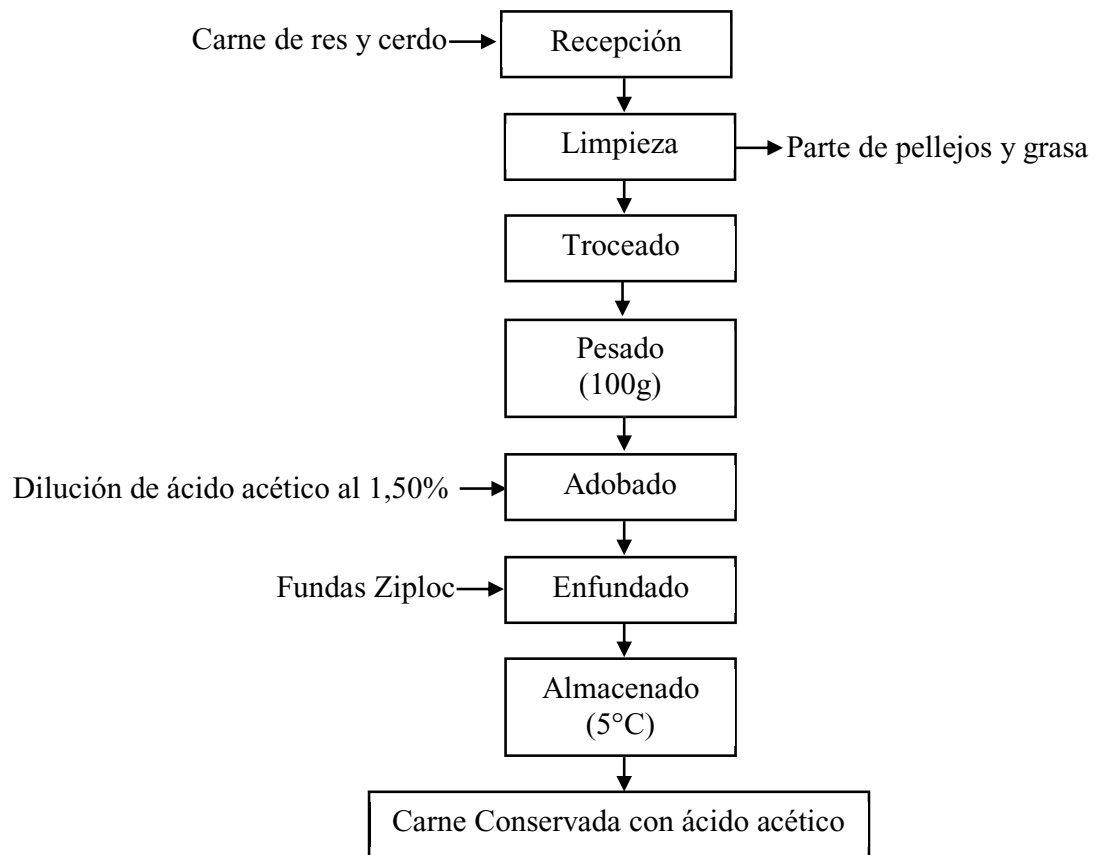 Carne de res y cerdo
Recepción
Limpieza
Parte de pellejos y grasa
Troceado
Pesado
(100g)
Dilución de ácido acético al 1,50%
Adobado
Fundas Ziploc
Enfundado
Almacenado
(5°C)
Carne Conservada con ácido acético